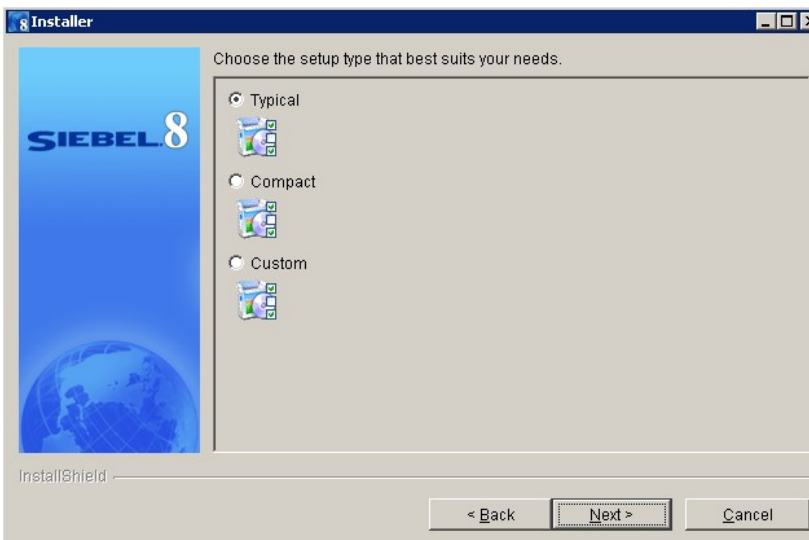 8 Installer
Choose the setup type that best suits your needs.
SIEBEL.8
Typical
Compact
Custom
InstallShield
< Back
Next >
Cancel